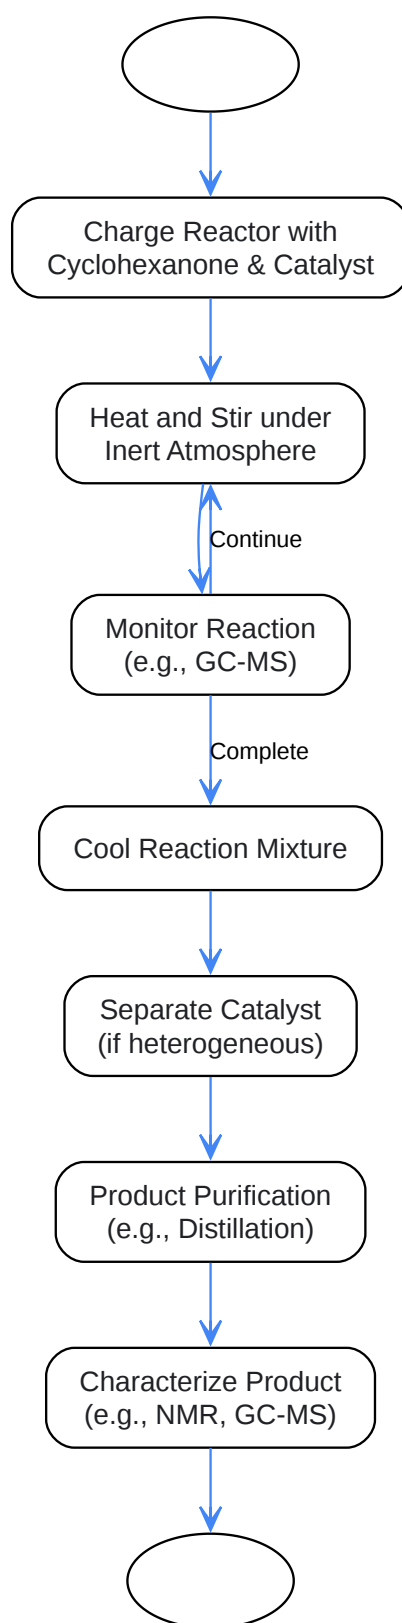 Charge Reactor with
Cyclohexanone & Catalyst
Heat and Stir under
Inert Atmosphere
Continue
Monitor Reaction
(e.g., GC-MS)
Complete
Cool Reaction Mixture
Separate Catalyst
(if heterogeneous)
Product Purification
(e.g., Distillation)
Characterize Product
(e.g., NMR, GC-MS)